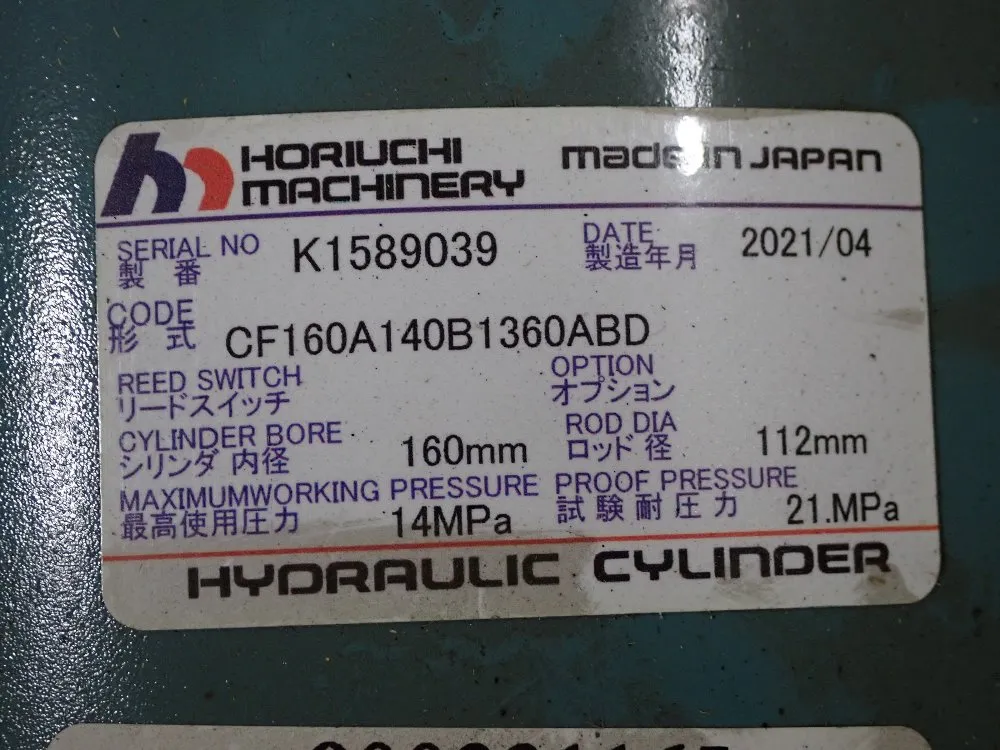 HORIUCHI MACHINERY made in JAPAN
SERIAL NO K1589039 DATE 2021/04
製番 製造年月
CODE CF160A140B1360ABD
形式
REED SWITCH OPTION
リードスイッチ オプション
CYLINDER BORE 160mm ROD DIA 112mm
シリンダ 内径 ロッド 径
MAXIMUMWORKING PRESSURE PROOF PRESSURE
最高使用圧力 14MPa 試験耐圧力 21.MPa
HYDRAULIC CYLINDER